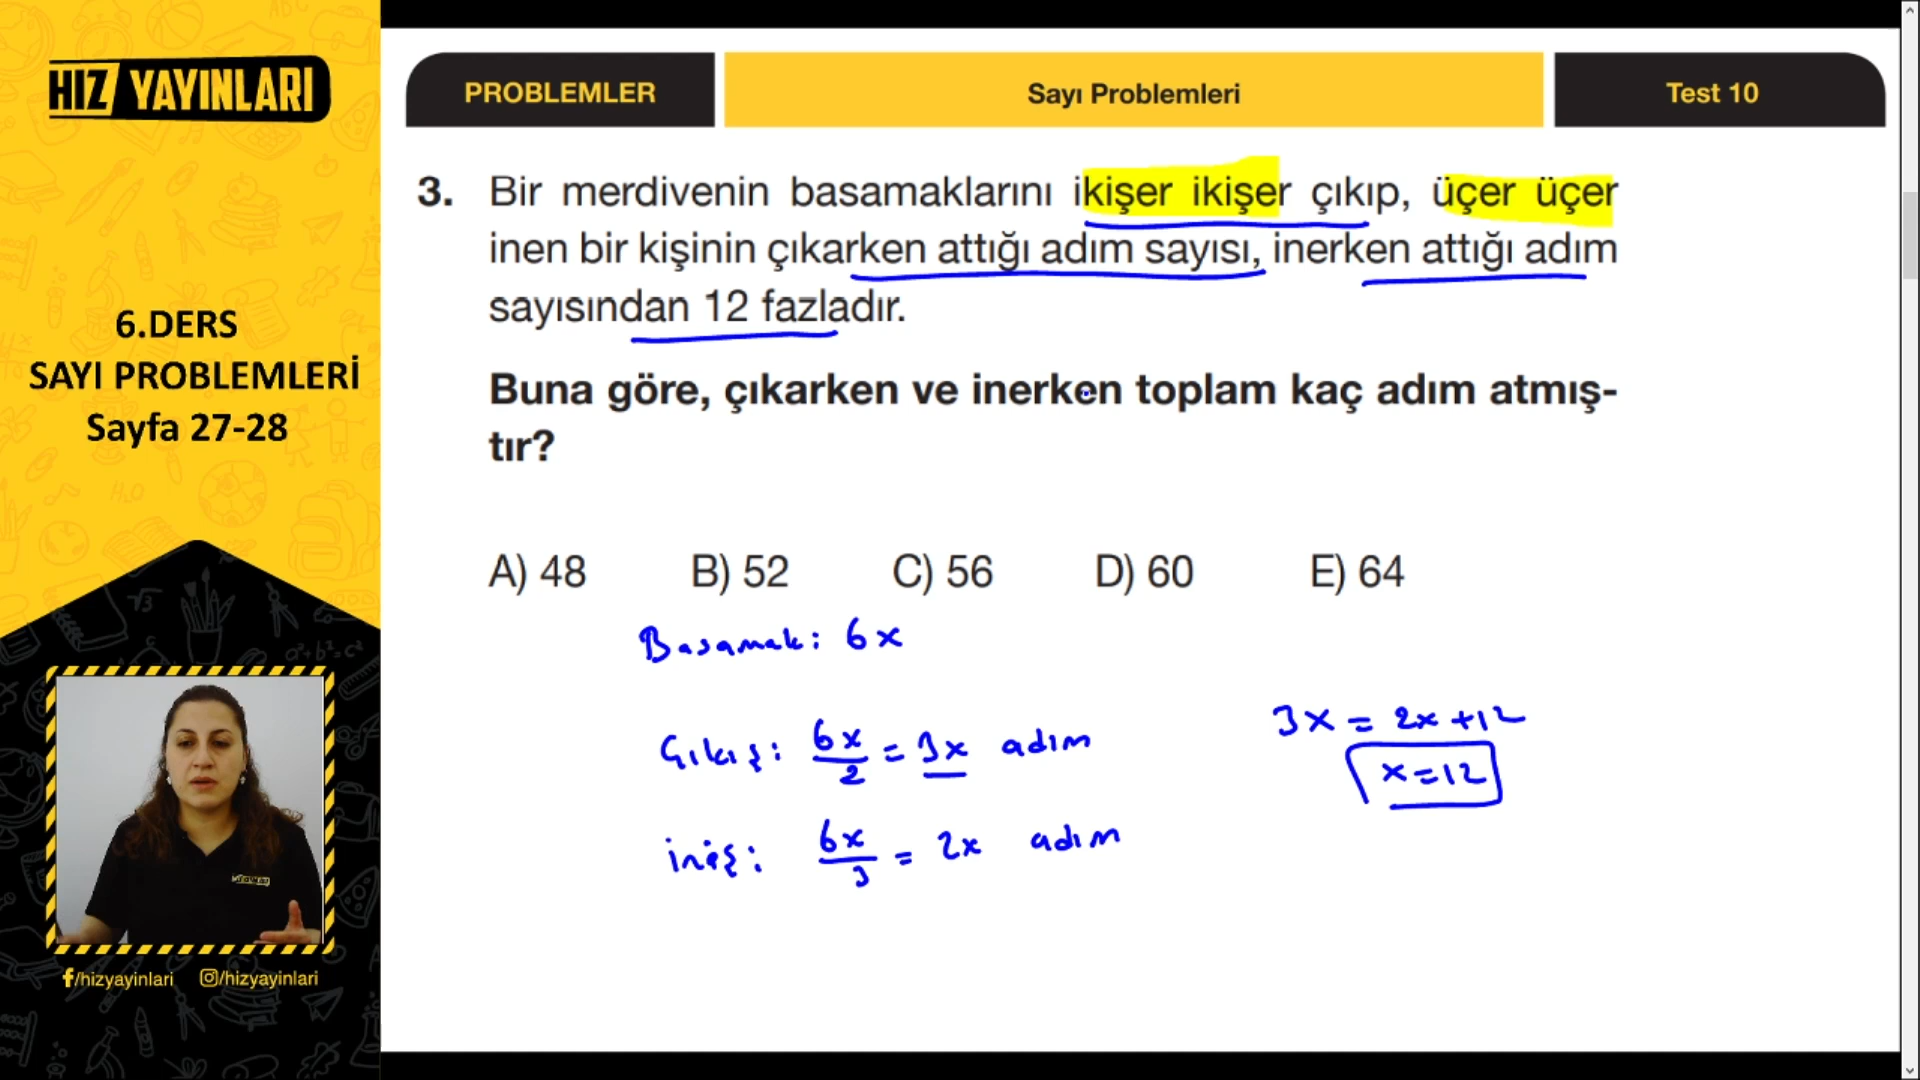 HIZ YAYINLARI
6.DERS
SAYI PROBLEMLERİ
Sayfa 27-28
/hizyayinlari /hizyayinlari
PROBLEMLER
Sayı Problemleri
Test 10
3. Bir merdivenin basamaklarını ikişer ikişer çıkıp, üçer üçer
inen bir kişinin çıkarken attığı adım sayısı, inerken attığı adım
sayısından 12 fazladır.
Buna göre, çıkarken ve inerken toplam kaç adım atmış-
tır?
A) 48 B) 52 C) 56 D) 60 E) 64
Basamak: 6x
Çıkış: 6x/2 = 3x adım
iniş: 6x/3 = 2x adım
3x = 2x+12
x=12